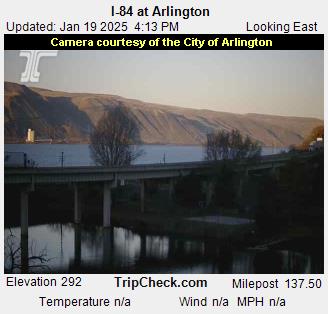 I-84 at Arlington
Updated: Jan 19 2025 4:13 PM Looking East
Camera courtesy of the City of Arlington
Elevation 292 TripCheck.com Milepost 137.50
Temperature n/a Wind n/a MPH n/a